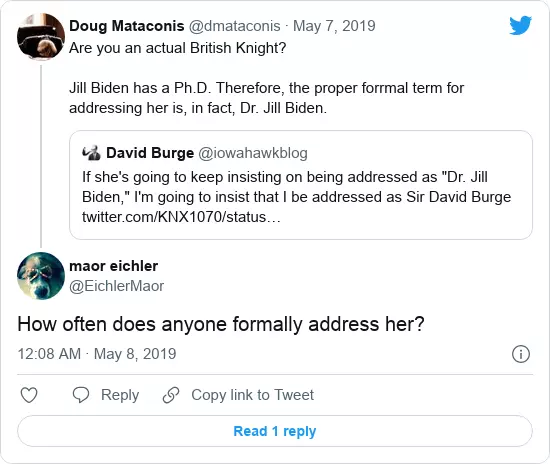 Doug Mataconis @dmataconis · May 7, 2019
Are you an actual British Knight?
Jill Biden has a Ph.D. Therefore, the proper forrmal term for
addressing her is, in fact, Dr. Jill Biden.
David Burge @iowahawkblog
If she's going to keep insisting on being addressed as "Dr. Jill
Biden," I'm going to insist that I be addressed as Sir David Burge
twitter.com/KNX1070/status…
maor eichler
@EichlerMaor
How often does anyone formally address her?
12:08 AM · May 8, 2019
Reply
Copy link to Tweet
Read 1 reply